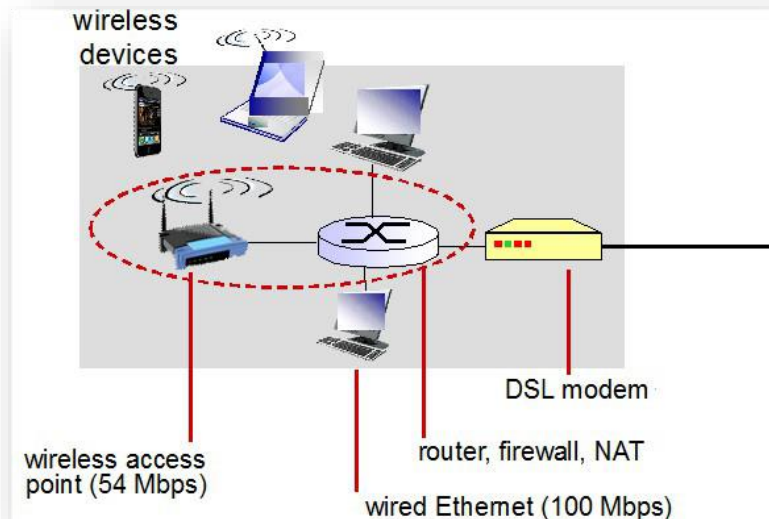 wireless
devices
DSL modem
router, firewall, NAT
wireless access
point (54 Mbps)
wired Ethernet (100 Mbps)